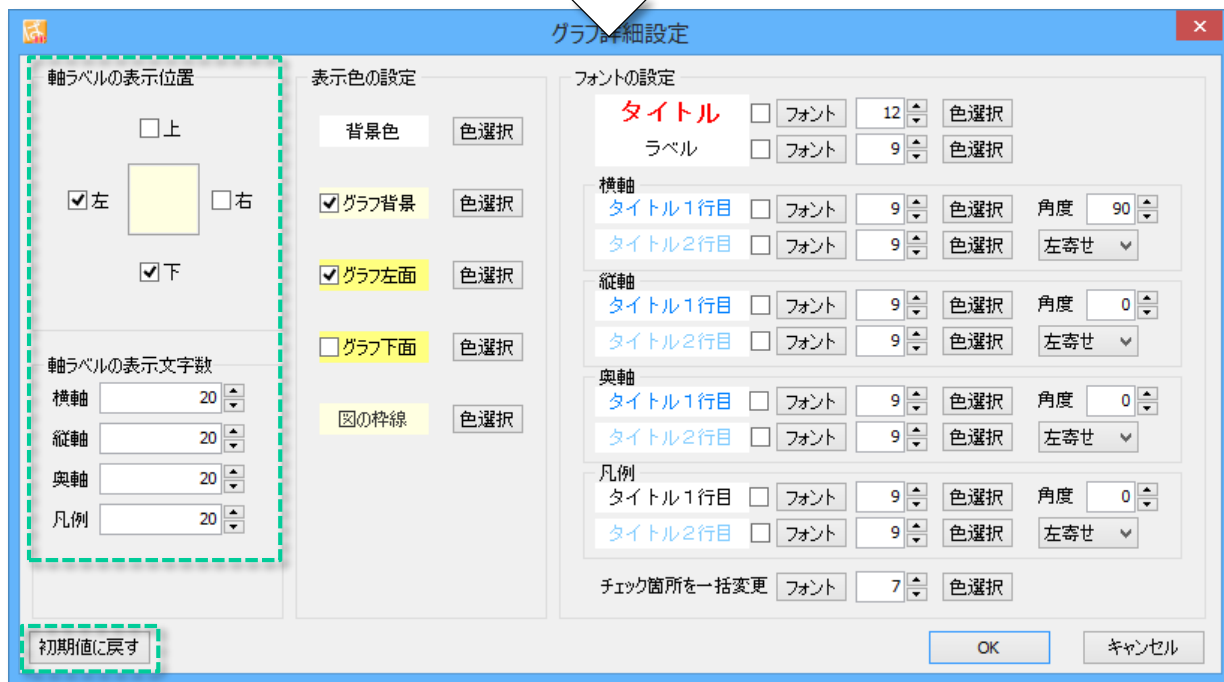 グラフ詳細設定
軸ラベルの表示位置
上
左
右
下
軸ラベルの表示文字数
横軸 20
縦軸 20
奥軸 20
凡例 20
表示色の設定
背景色 色選択
グラフ背景 色選択
グラフ左面 色選択
グラフ下面 色選択
図の枠線 色選択
フォントの設定
タイトル フォント 12 色選択
ラベル フォント 9 色選択
横軸
タイトル1行目 フォント 9 色選択 角度 90
タイトル2行目 フォント 9 色選択 左寄せ
縦軸
タイトル1行目 フォント 9 色選択 角度 0
タイトル2行目 フォント 9 色選択 左寄せ
奥軸
タイトル1行目 フォント 9 色選択 角度 0
タイトル2行目 フォント 9 色選択 左寄せ
凡例
タイトル1行目 フォント 9 色選択 角度 0
タイトル2行目 フォント 9 色選択 左寄せ
チェック箇所を一括変更 フォント 7 色選択
初期値に戻す
OK
キャンセル